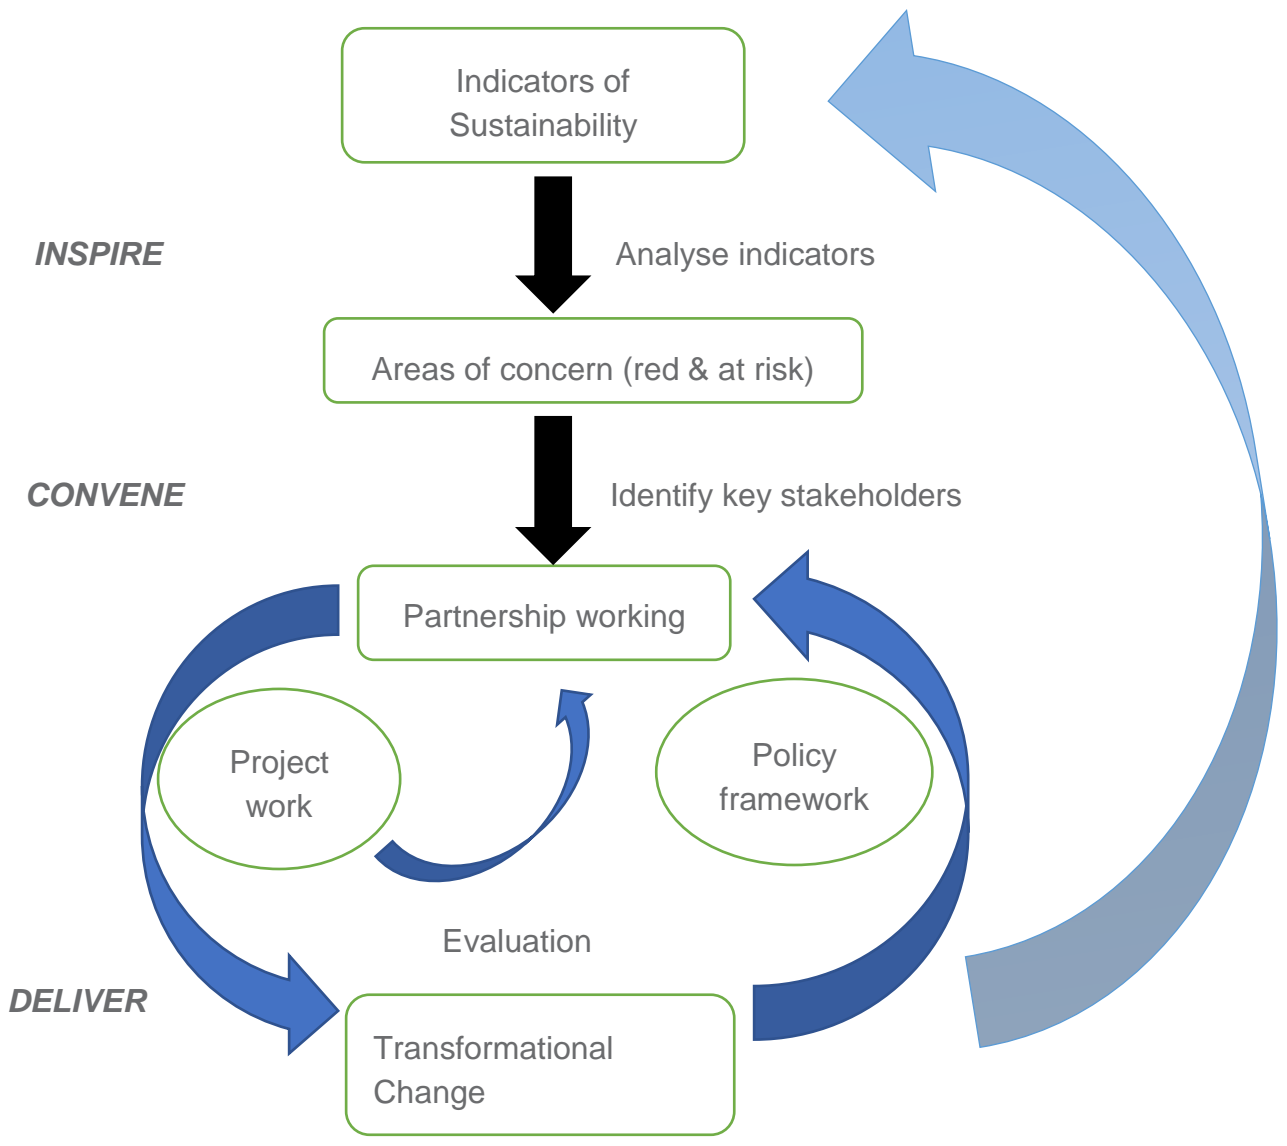 Indicators of
Sustainability
INSPIRE
Analyse indicators
Areas of concern (red & at risk)
CONVENE
Identify key stakeholders
Partnership working
Project
work
Policy
framework
Evaluation
DELIVER
Transformational
Change